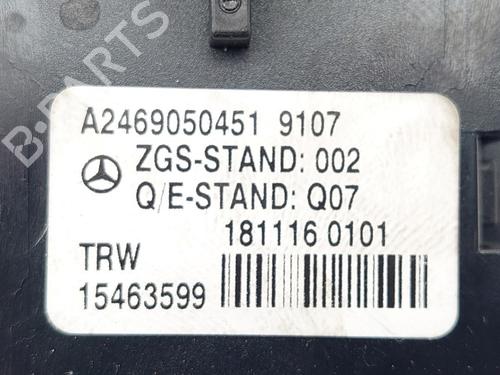 B-PARTS
A2469050451 9107
ZGS-STAND: 002
Q/E-STAND: Q07
181116 0101
TRW
15463599